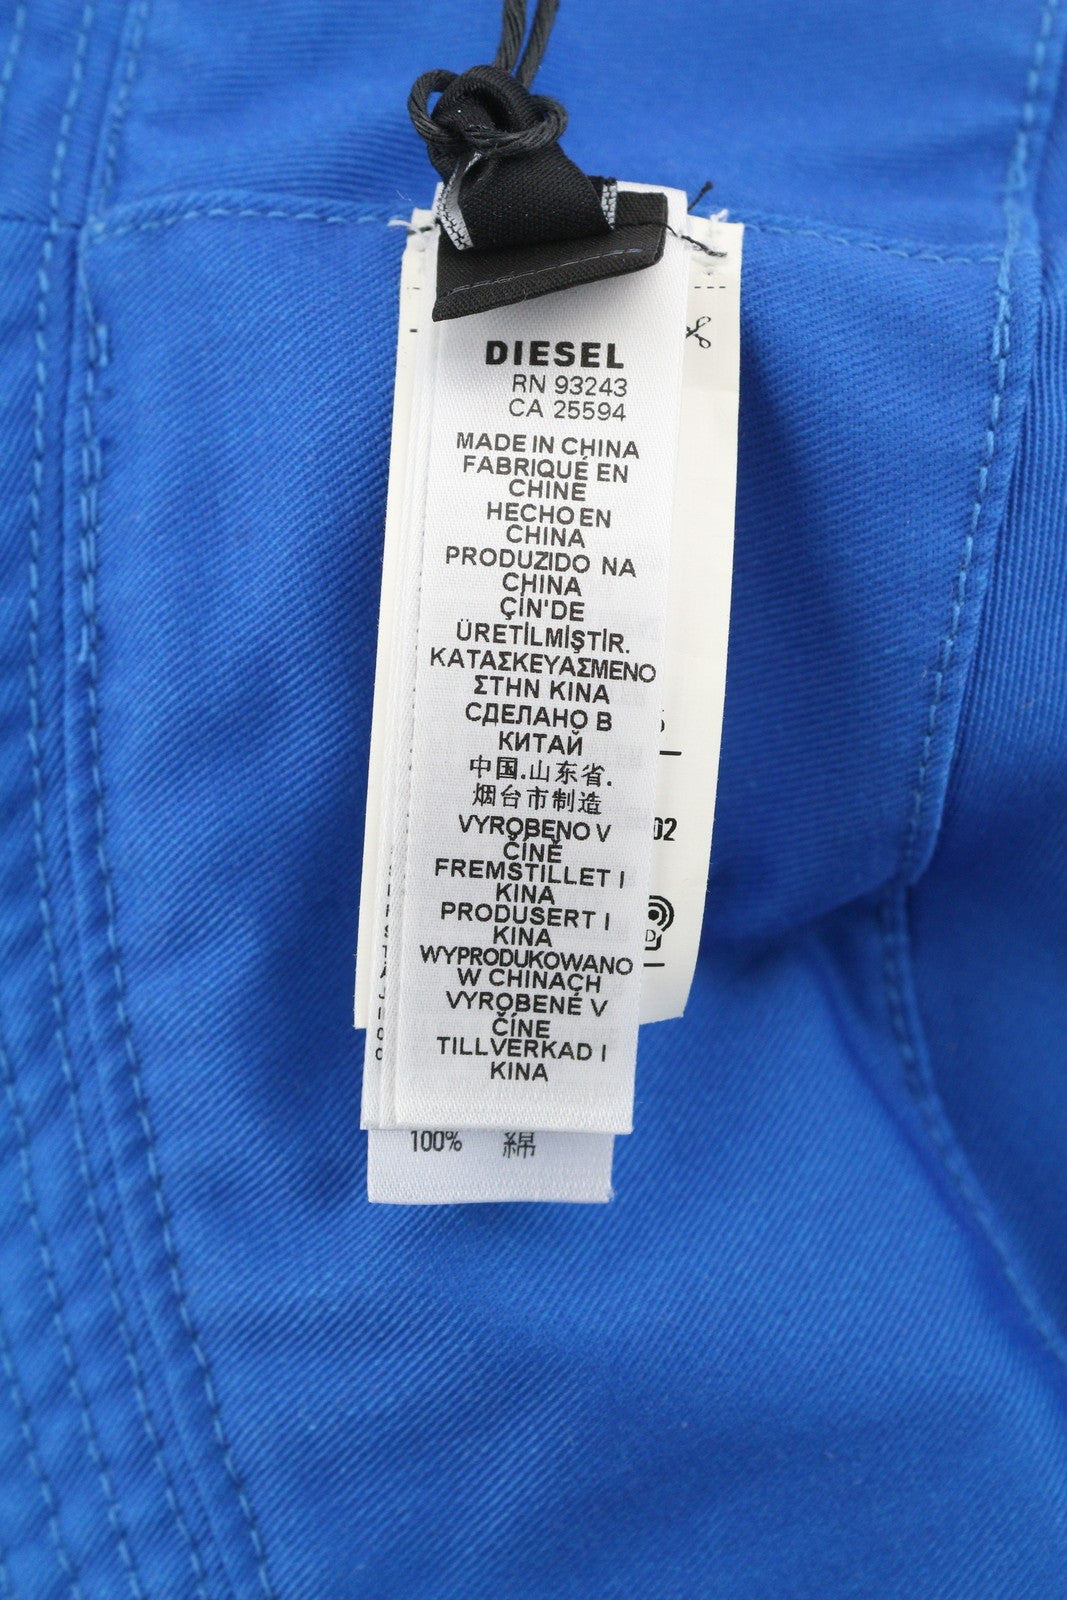 DIESEL
RN 93243
CA 25594
MADE IN CHINA
FABRIQUÉ EN
CHINE
HECHO EN
CHINA
PRODUZIDO NA
CHINA
ÇİN'DE
ÜRETİLMİŞTİR.
ΚΑΤΑΣΚΕΥΑΣΜΕΝΟ
ΣΤΗΝ ΚΙΝΑ
СДЕЛАНО В
КИТАЙ
中国.山东省.
烟台市制造
VYROBENO V
ČÍNĚ
FREMSTILLET I
KINA
PRODUSERT I
KINA
WYPRODUKOWANO
W CHINACH
VYROBENÉ V
ČÍNE
TILLVERKAD I
KINA
100% 綿
02
D